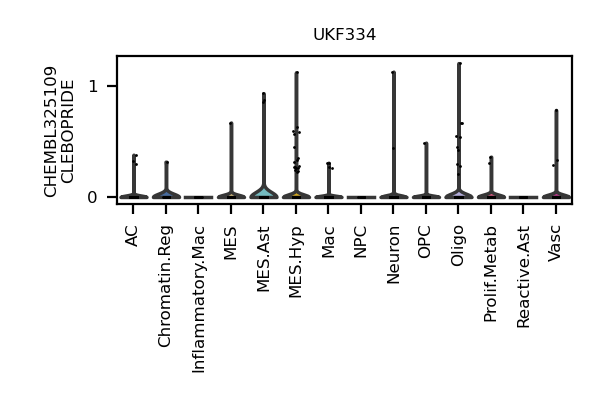 UKF334
CHEMBL325109
CLEBOPRIDE
1
0
AC
Chromatin.Reg
Inflammatory.Mac
MES
MES.Ast
MES.Hyp
Mac
NPC
Neuron
OPC
Oligo
Prolif.Metab
Reactive.Ast
Vasc